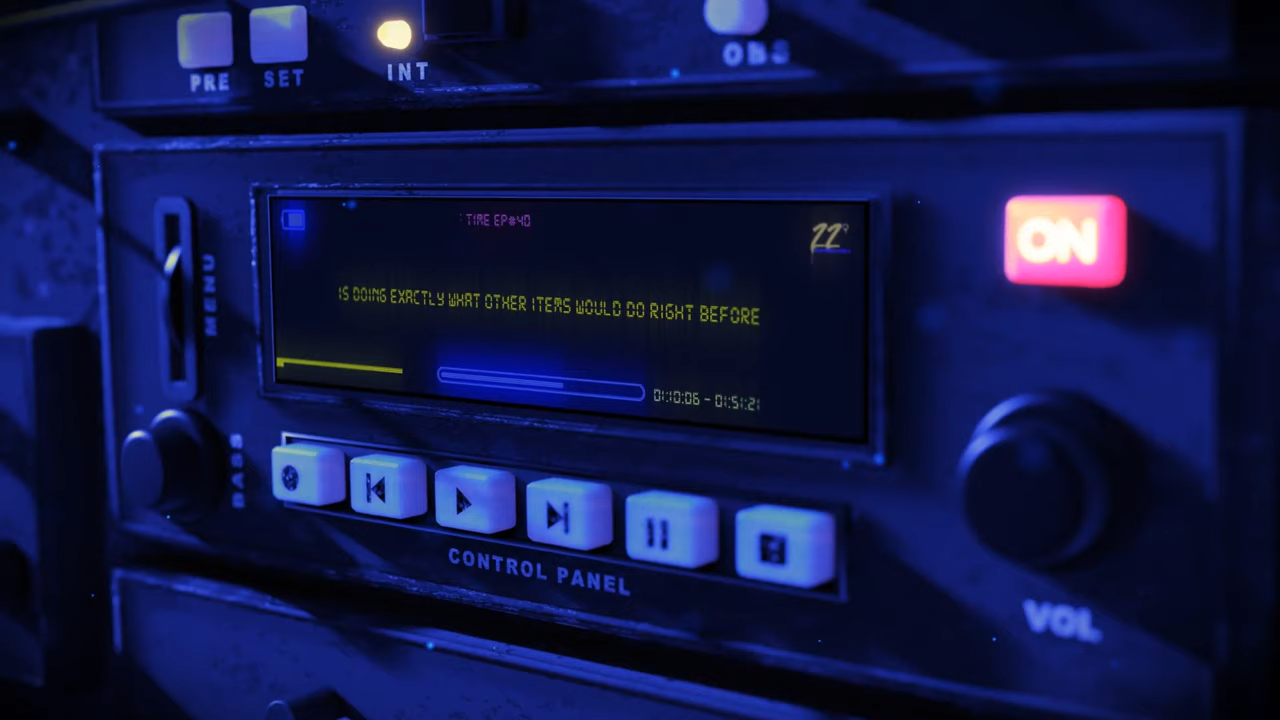 PRE SET INT OBS
TIME EP#40
22°
MENU
ON
IS DOING EXACTLY WHAT OTHER ITEMS WOULD DO RIGHT BEFORE
01:10:06 - 01:51:21
BASS
CONTROL PANEL
VOL